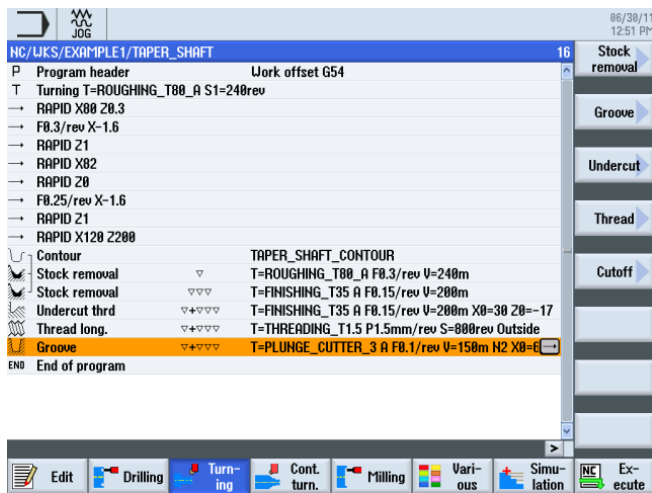 JOG
06/30/11
12:51 PM
NC/WKS/EXAMPLE1/TAPER_SHAFT 16
P Program header Work offset G54
T Turning T=ROUGHING_T80_A S1=240rev
→ RAPID X80 Z0.3
→ F0.3/rev X-1.6
→ RAPID Z1
→ RAPID X82
→ RAPID Z0
→ F0.25/rev X-1.6
→ RAPID Z1
→ RAPID X120 Z200
Contour TAPER_SHAFT_CONTOUR
Stock removal ▽ T=ROUGHING_T80_A F0.3/rev V=240m
Stock removal ▽▽▽ T=FINISHING_T35 A F0.15/rev V=200m
Undercut thrd ▽+▽▽▽ T=FINISHING_T35 A F0.15/rev V=200m X0=30 Z0=-17
Thread long. ▽+▽▽▽ T=THREADING_T1.5 P1.5mm/rev S=800rev Outside
Groove ▽+▽▽▽ T=PLUNGE_CUTTER_3 A F0.1/rev V=150m N2 X0=6
END End of program
Stock
removal
Groove
Undercut
Thread
Cutoff
>
Edit
Drilling
Turn-
ing
Cont.
turn.
Milling
Vari-
ous
Simu-
lation
NC
Ex-
ecute